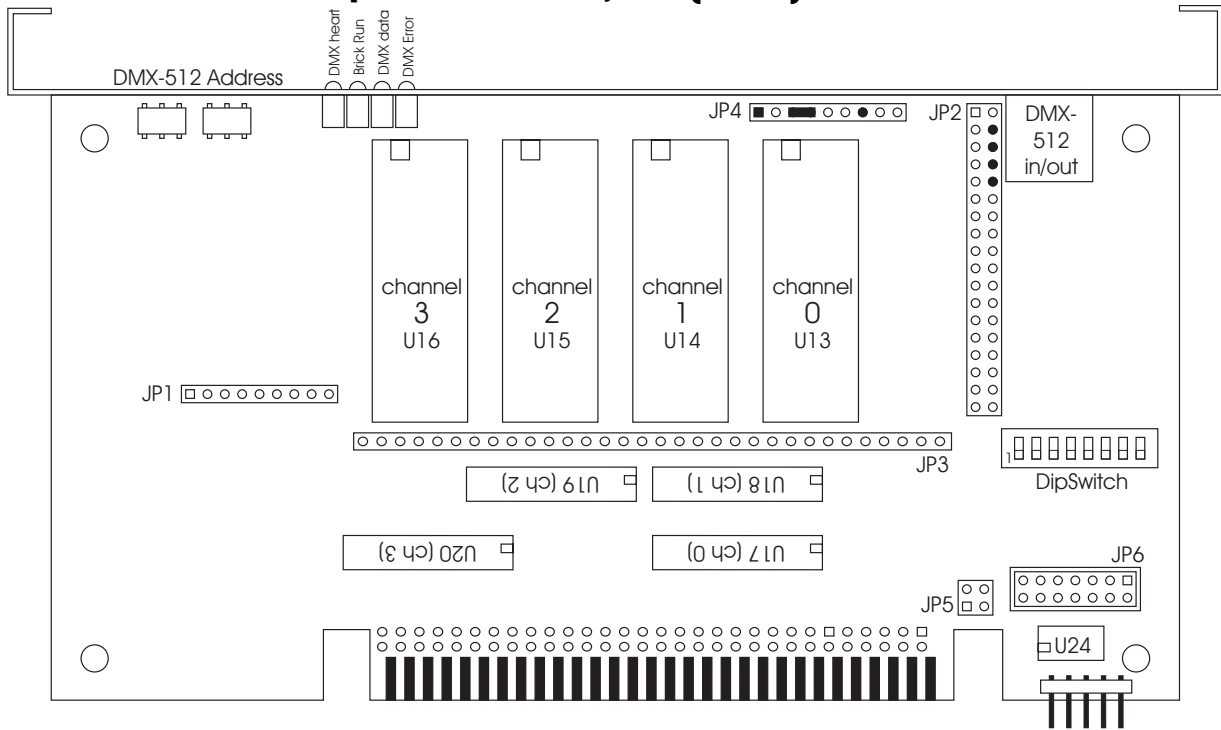 DMX heart
Brick Run
DMX data
DMX Error
DMX-512 Address
JP4
JP2
DMX-
512
in/out
channel
3
U16
channel
2
U15
channel
1
U14
channel
0
U13
JP1
JP3
1
DipSwitch
U19 (ch 2)
U18 (ch 1)
U20 (ch 3)
U17 (ch 0)
JP6
JP5
U24